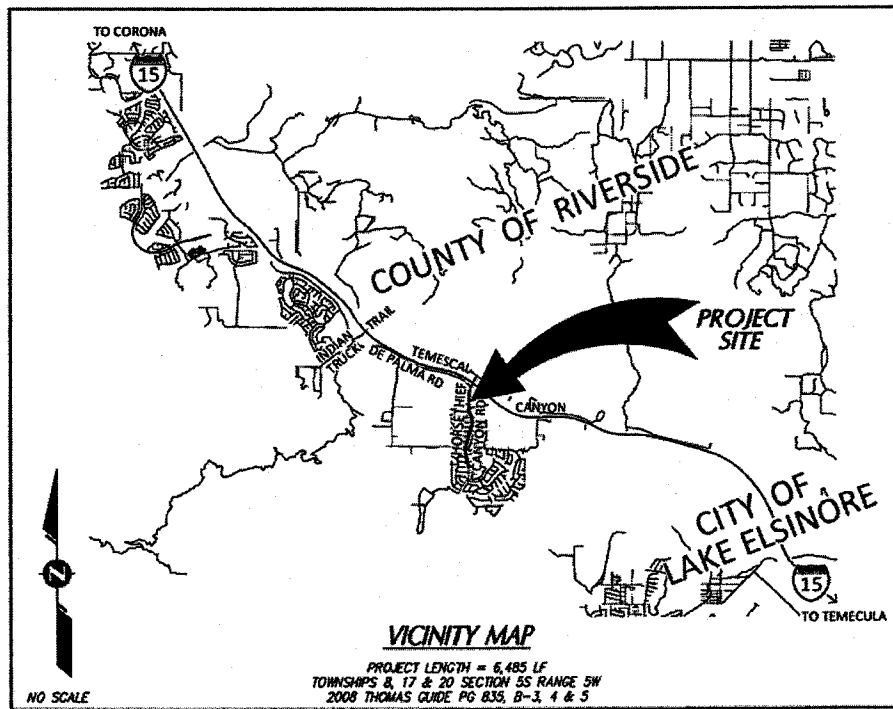 TO CORONA
15
COUNTY OF RIVERSIDE
PROJECT
SITE
INDIAN
TRUCK
TRAIL
DE PALMA RD
TEMESCAL
CANYON
HORSETHIEF
CANYON RD
CITY OF
LAKE ELSINORE
15
TO TEMECULA
Z
NO SCALE
VICINITY MAP
PROJECT LENGTH = 6,485 LF
TOWNSHIPS 8, 17 & 20 SECTION 5S RANGE 5W
2008 THOMAS GUIDE PG 835, B-3, 4 & 5